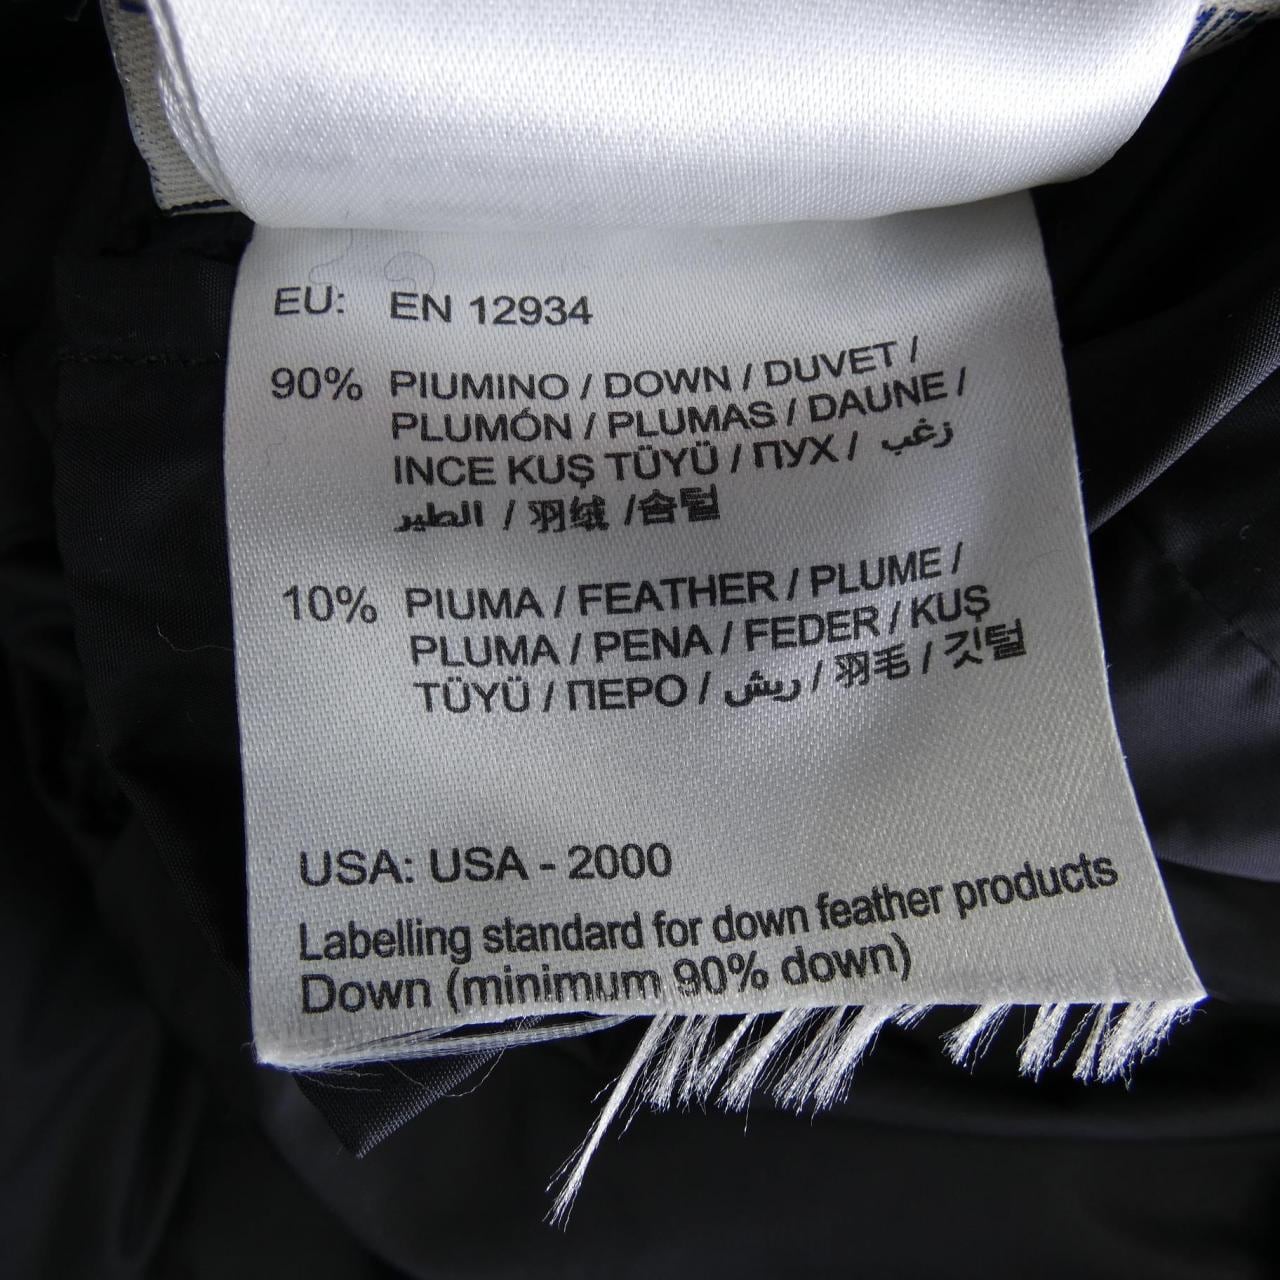 EU: EN 12934
90% PIUMINO / DOWN / DUVET /
PLUMÓN / PLUMAS / DAUNE /
INCE KUŞ TÜYÜ / ПУХ / زغب
الطير / 羽绒 / 솜털
10% PIUMA / FEATHER / PLUME /
PLUMA / PENA / FEDER / KUŞ
TÜYÜ / ПЕРО / ريش / 羽毛 / 깃털
USA: USA - 2000
Labelling standard for down feather products
Down (minimum 90% down)